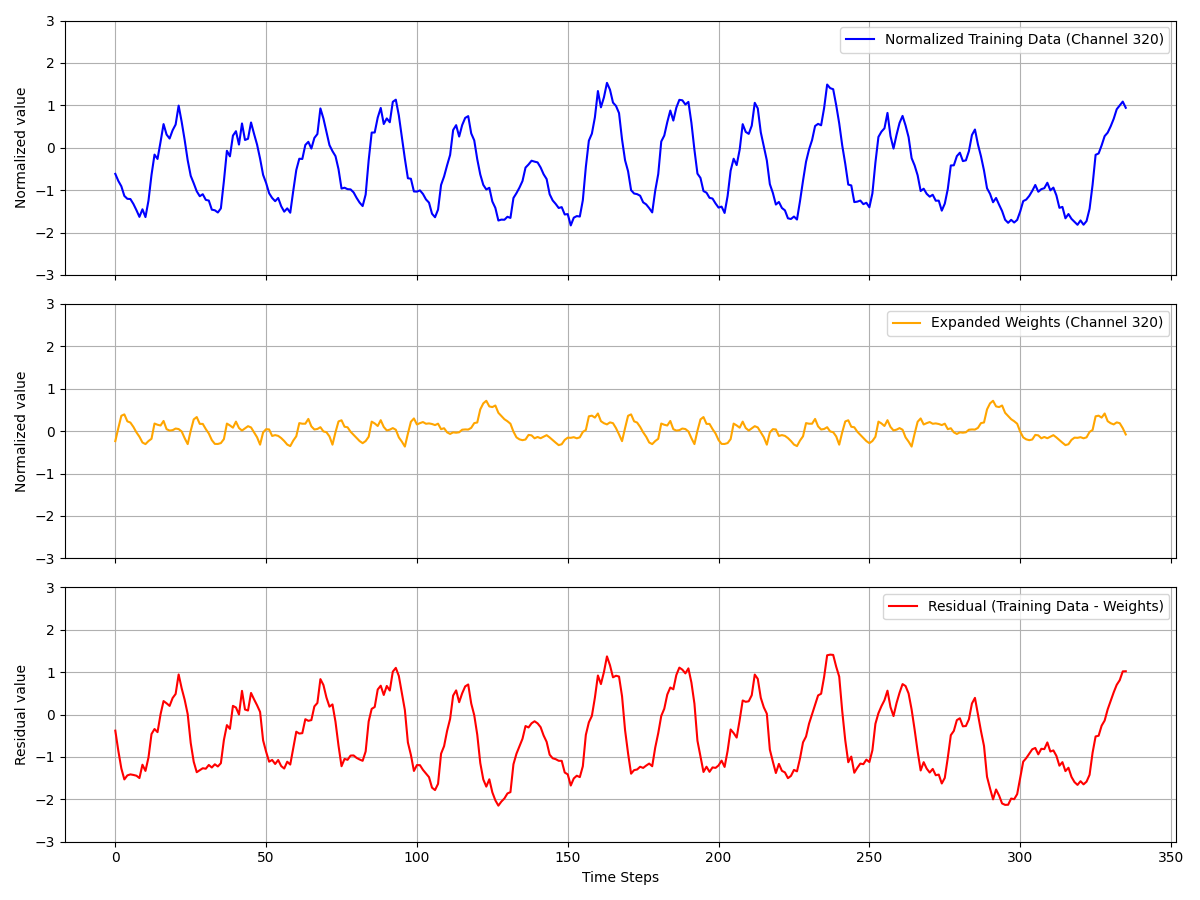 Normalized Training Data (Channel 320)
Normalized value
3
2
1
0
−1
−2
−3
Expanded Weights (Channel 320)
Normalized value
3
2
1
0
−1
−2
−3
Residual (Training Data - Weights)
Residual value
3
2
1
0
−1
−2
−3
0 50 100 150 200 250 300 350
Time Steps